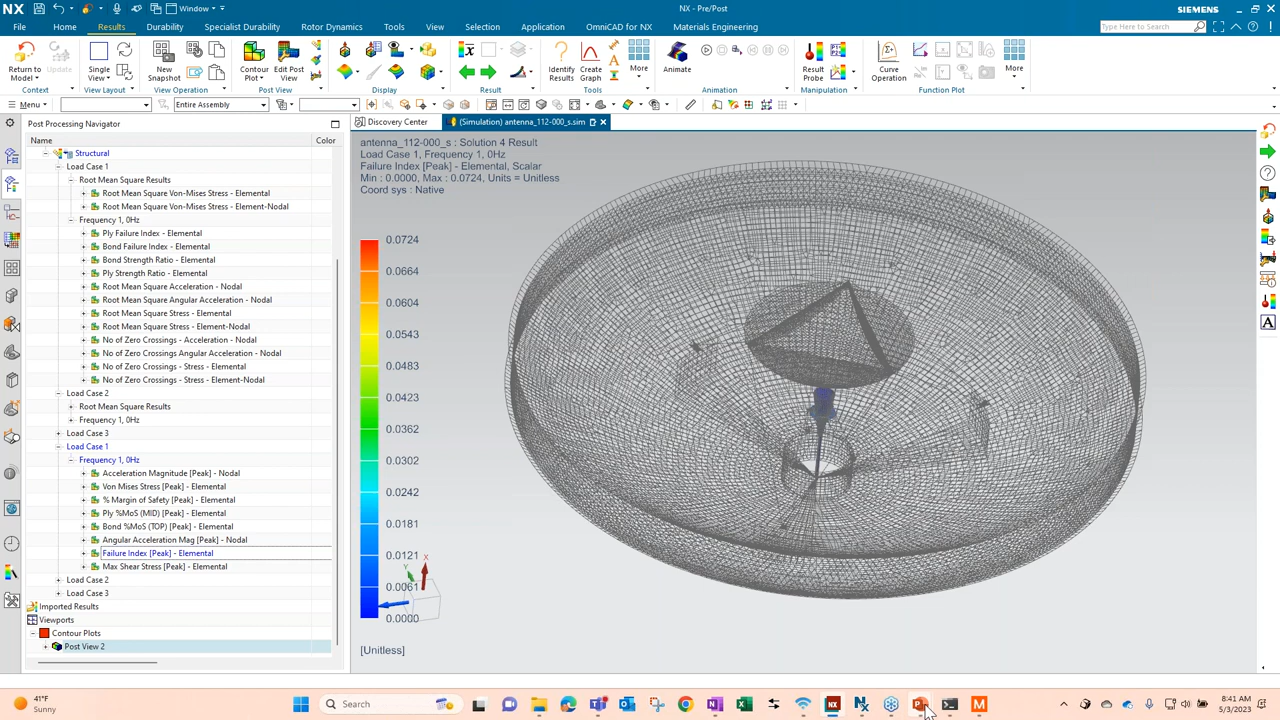 NX
Window
NX - Pre/Post
SIEMENS
File
Home
Results
Durability
Selection Durability
Rotor Dynamics
Tools
View
Selection
Application
OmniCAD for NX
Materials Engineering
Type Here to Search
Return to Model
Update
Single View
New Snapshot
Contour Plot
Edit Post View
Identify Results
Create Graph
More
Animate
Result Probe
Curve Operation
More
Context
View Layout
Workspace
Post View
Display
Result
Tools
Animation
Manipulation
Function Plot
Menu
Entire Assembly
Post Processing Navigator
Discovery Center
(Simulation) antenna_112-000_s.sim
Name
Color
Structural
Load Case 1
Root Mean Square Results
Root Mean Square Von-Mises Stress - Elemental
Root Mean Square Von-Mises Stress - Element-Nodal
Frequency 1, 0Hz
Ply Failure Index - Elemental
Bond Failure Index - Elemental
Bond Strength Ratio - Elemental
Ply Strength Ratio - Elemental
Root Mean Square Acceleration - Nodal
Root Mean Square Angular Acceleration - Nodal
Root Mean Square Stress - Elemental
Root Mean Square Stress - Element-Nodal
No of Zero Crossings - Acceleration - Nodal
No of Zero Crossings Angular Acceleration - Nodal
No of Zero Crossings - Stress - Elemental
No of Zero Crossings - Stress - Element-Nodal
Load Case 2
Root Mean Square Results
Frequency 1, 0Hz
Load Case 3
Load Case 1
Frequency 1, 0Hz
Acceleration Magnitude [Peak] - Nodal
Von Mises Stress [Peak] - Elemental
% Margin of Safety [Peak] - Elemental
Ply %MoS (MID) [Peak] - Elemental
Bond %MoS (TOP) [Peak] - Elemental
Angular Acceleration Mag [Peak] - Nodal
Failure Index [Peak] - Elemental
Max Shear Stress [Peak] - Elemental
Load Case 2
Load Case 3
Imported Results
Viewports
Contour Plots
Post View 2
antenna_112-000_s : Solution 4 Result
Load Case 1, Frequency 1, 0Hz
Failure Index [Peak] - Elemental, Scalar
Min : 0.0000, Max : 0.0724, Units = Unitless
Coord sys : Native
0.0724
0.0664
0.0604
0.0543
0.0483
0.0423
0.0362
0.0302
0.0242
0.0181
0.0121
0.0061
0.0000
X
Y
[Unitless]
A
41°F
Sunny
Search
NX
M
8:41 AM
5/3/2023